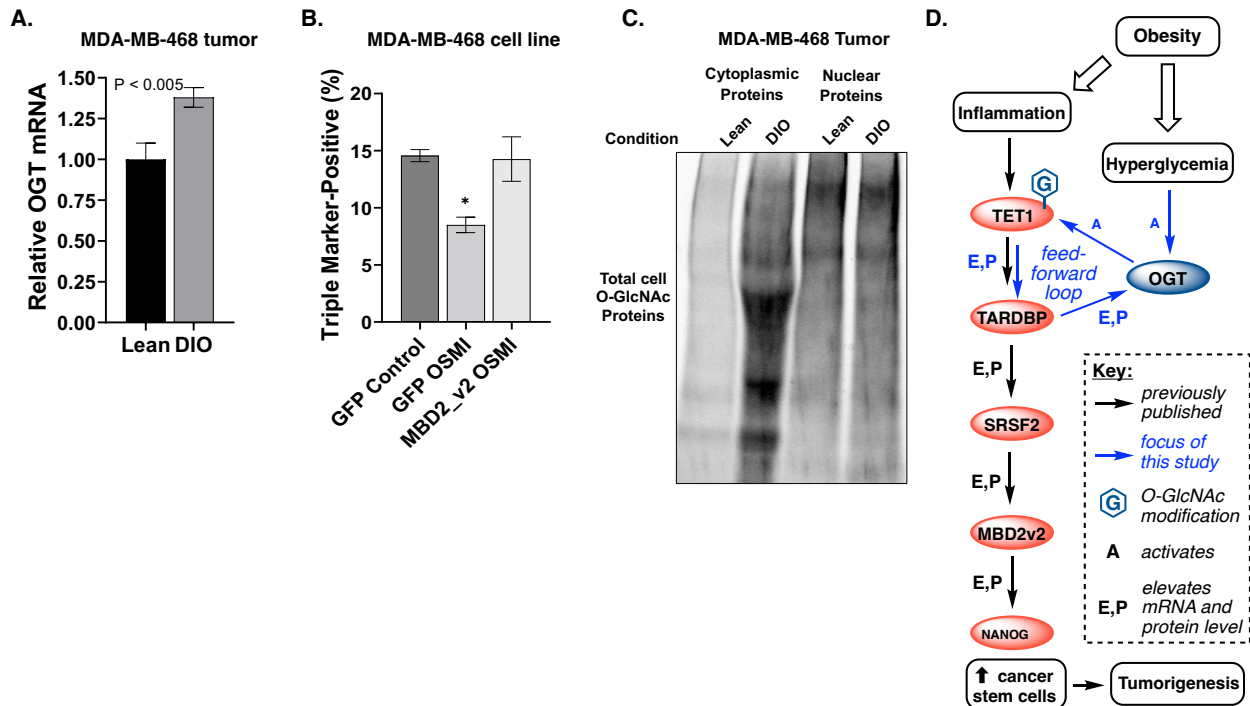 A.
MDA-MB-468 tumor
Relative OGT mRNA
1.50
1.25
1.00
0.75
0.50
0.25
0.00
P < 0.005
Lean DIO
B.
MDA-MB-468 cell line
Triple Marker-Positive (%)
20
15
10
5
0
*
GFP Control
GFP OSMI
MBD2_v2 OSMI
C.
MDA-MB-468 Tumor
Cytoplasmic
Proteins
Nuclear
Proteins
Condition
Lean
DIO
Lean
DIO
Total cell
O-GlcNAc
Proteins
D.
Obesity
Inflammation
Hyperglycemia
G
TET1
A
A
E,P
feed-
forward
loop
OGT
TARDBP
E,P
E,P
SRSF2
E,P
MBD2v2
E,P
NANOG
cancer
stem cells
Tumorigenesis
Key:
previously
published
focus of
this study
G
O-GlcNAc
modification
A
activates
E,P
elevates
mRNA and
protein level